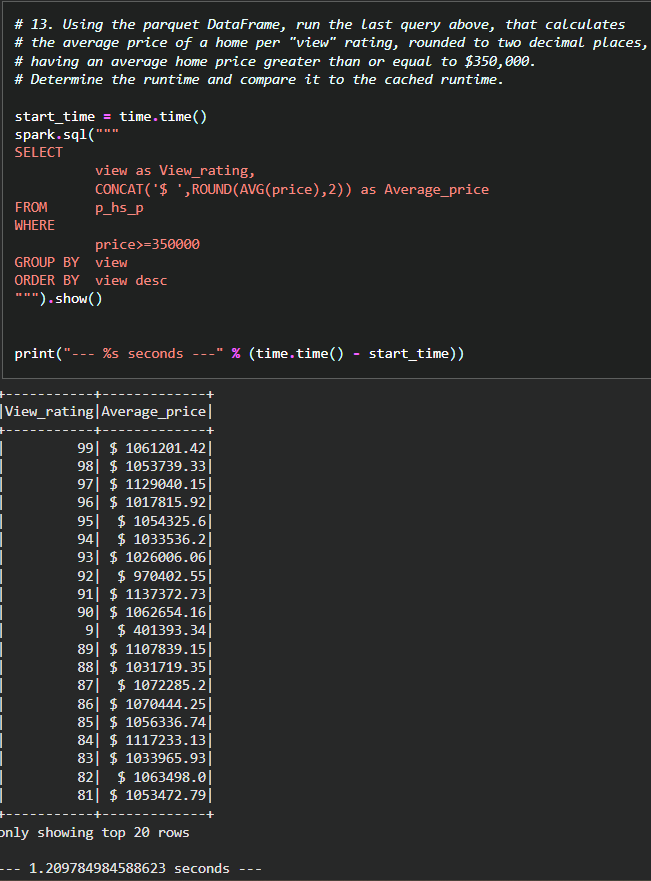 # 13. Using the parquet DataFrame, run the last query above, that calculates
# the average price of a home per "view" rating, rounded to two decimal places,
# having an average home price greater than or equal to $350,000.
# Determine the runtime and compare it to the cached runtime.
start_time = time.time()
spark.sql("""
SELECT
view as View_rating,
CONCAT('$ ',ROUND(AVG(price),2)) as Average_price
FROM p_hs_p
WHERE
price>=350000
GROUP BY view
ORDER BY view desc
""").show()
print("--- %s seconds ---" % (time.time() - start_time))
+-----------+-------------+
|View_rating|Average_price|
+-----------+-------------+
| 99| $ 1061201.42|
| 98| $ 1053739.33|
| 97| $ 1129040.15|
| 96| $ 1017815.92|
| 95| $ 1054325.6|
| 94| $ 1033536.2|
| 93| $ 1026006.06|
| 92| $ 970402.55|
| 91| $ 1137372.73|
| 90| $ 1062654.16|
| 9| $ 401393.34|
| 89| $ 1107839.15|
| 88| $ 1031719.35|
| 87| $ 1072285.2|
| 86| $ 1070444.25|
| 85| $ 1056336.74|
| 84| $ 1117233.13|
| 83| $ 1033965.93|
| 82| $ 1063498.0|
| 81| $ 1053472.79|
+-----------+-------------+
only showing top 20 rows
--- 1.209784984588623 seconds ---